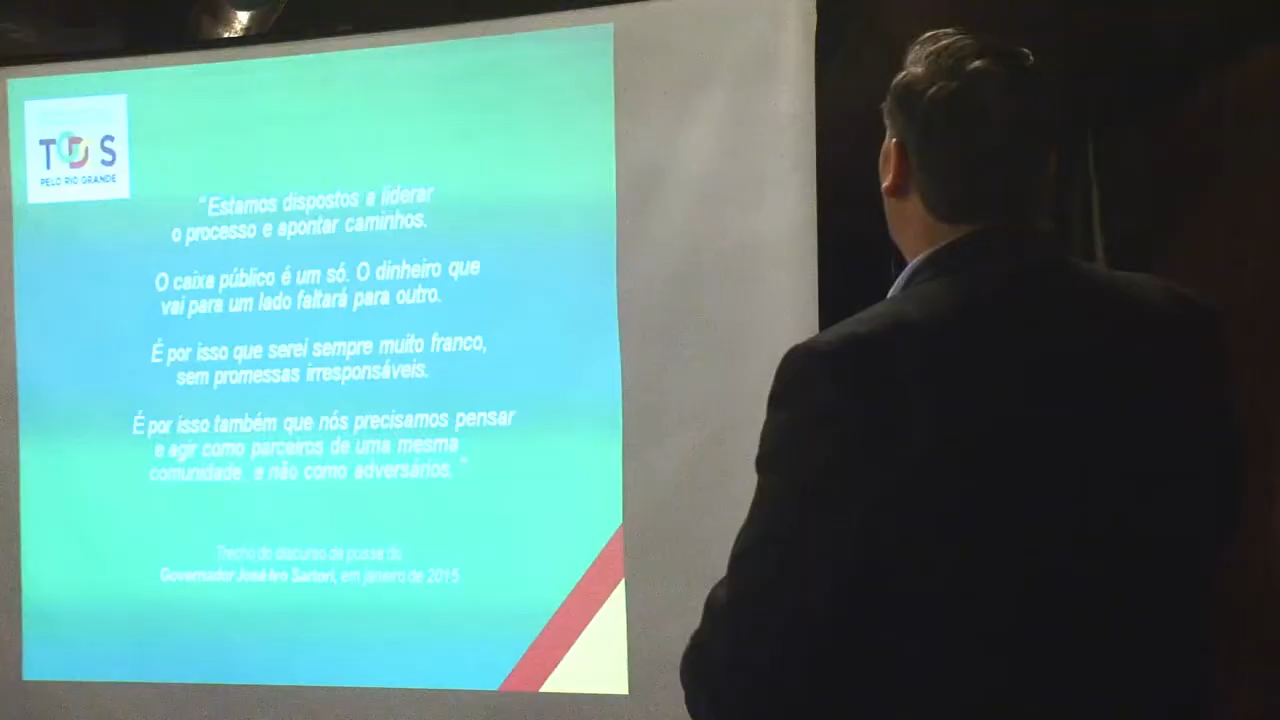 TODOS
PELO RIO GRANDE
"Estamos dispostos a liderar
o processo e apontar caminhos.
O caixa público é um só. O dinheiro que
vai para um lado faltará para outro.
É por isso que serei sempre muito franco,
sem promessas irresponsáveis.
É por isso também que nós precisamos pensar
e agir como parceiros de uma mesma
comunidade e não como adversários."
Trecho do discurso de posse do
Governador José Ivo Sartori, em janeiro de 2015